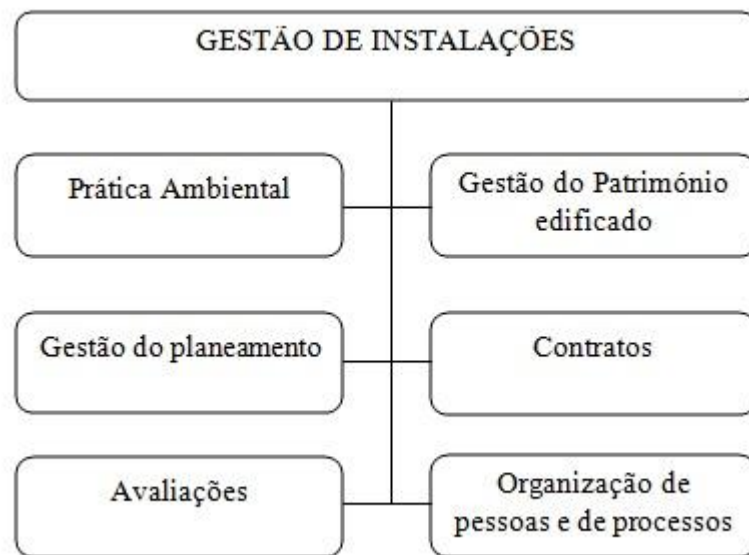 GESTÃO DE INSTALAÇÕES
Prática Ambiental
Gestão do Património
edificado
Gestão do planeamento
Contratos
Avaliações
Organização de
pessoas e de processos